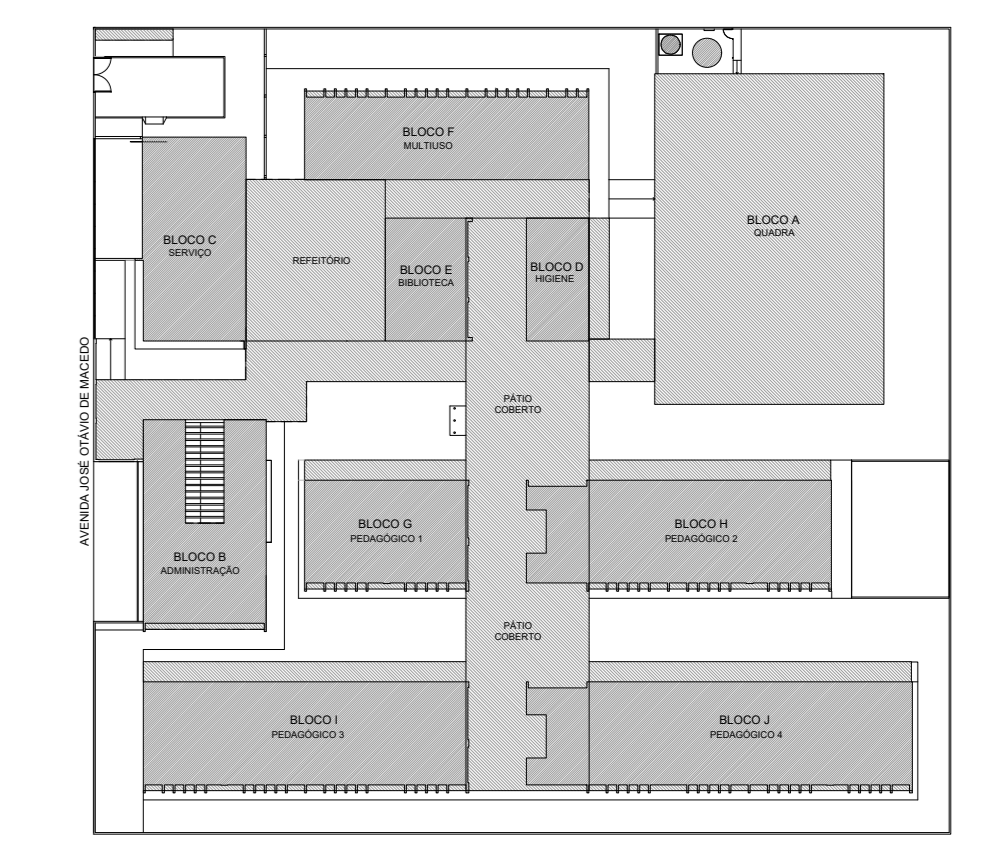 BLOCO F
MULTIUSO
BLOCO A
QUADRA
BLOCO C
SERVIÇO
REFEITÓRIO
BLOCO E
BIBLIOTECA
BLOCO D
HIGIENE
AVENIDA JOSÉ OTÁVIO DE MACEDO
PÁTIO
COBERTO
BLOCO G
PEDAGÓGICO 1
BLOCO H
PEDAGÓGICO 2
BLOCO B
ADMINISTRAÇÃO
PÁTIO
COBERTO
BLOCO I
PEDAGÓGICO 3
BLOCO J
PEDAGÓGICO 4